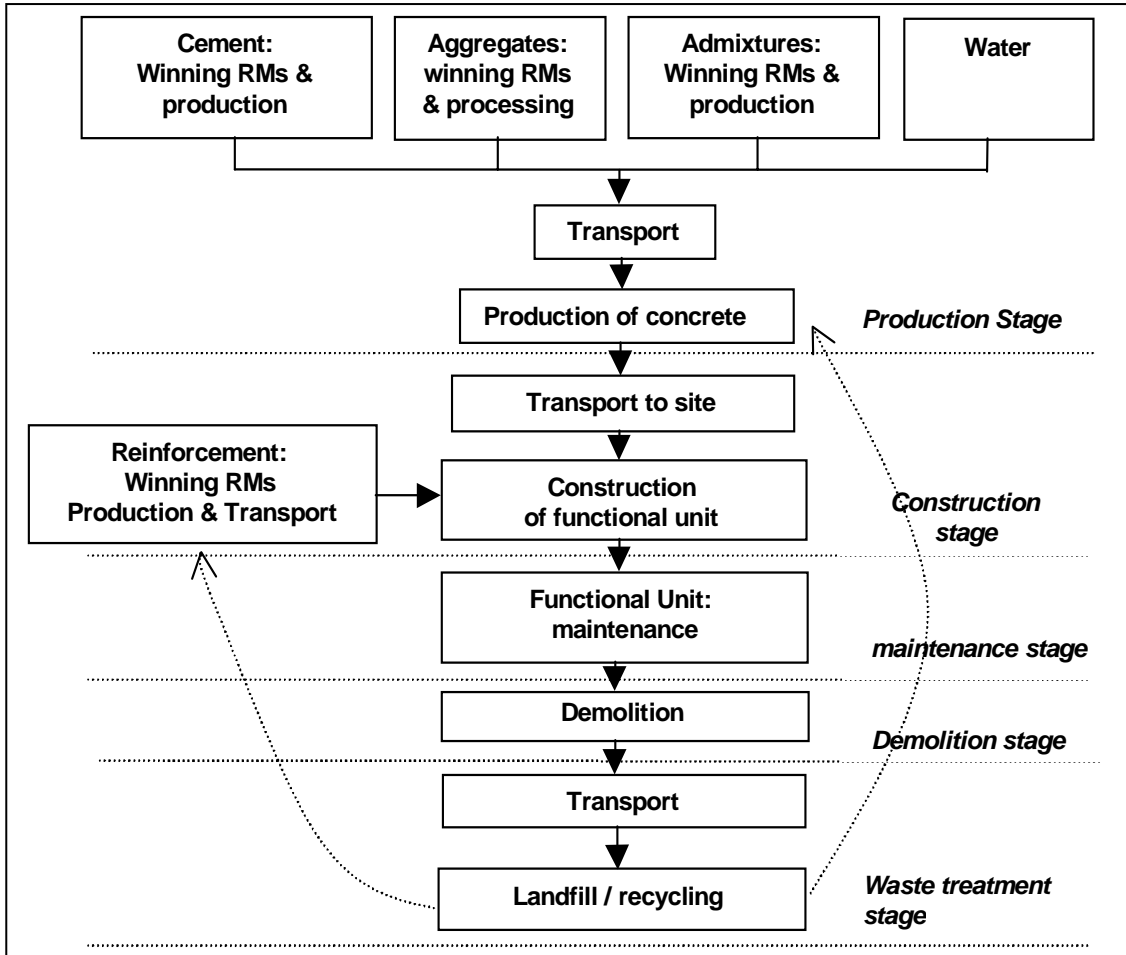 Cement:
Winning RMs &
production
Aggregates:
winning RMs
& processing
Admixtures:
Winning RMs &
production
Water
Transport
Production of concrete
Production Stage
Transport to site
Reinforcement:
Winning RMs
Production & Transport
Construction
of functional unit
Construction
stage
Functional Unit:
maintenance
maintenance stage
Demolition
Demolition stage
Transport
Landfill / recycling
Waste treatment
stage